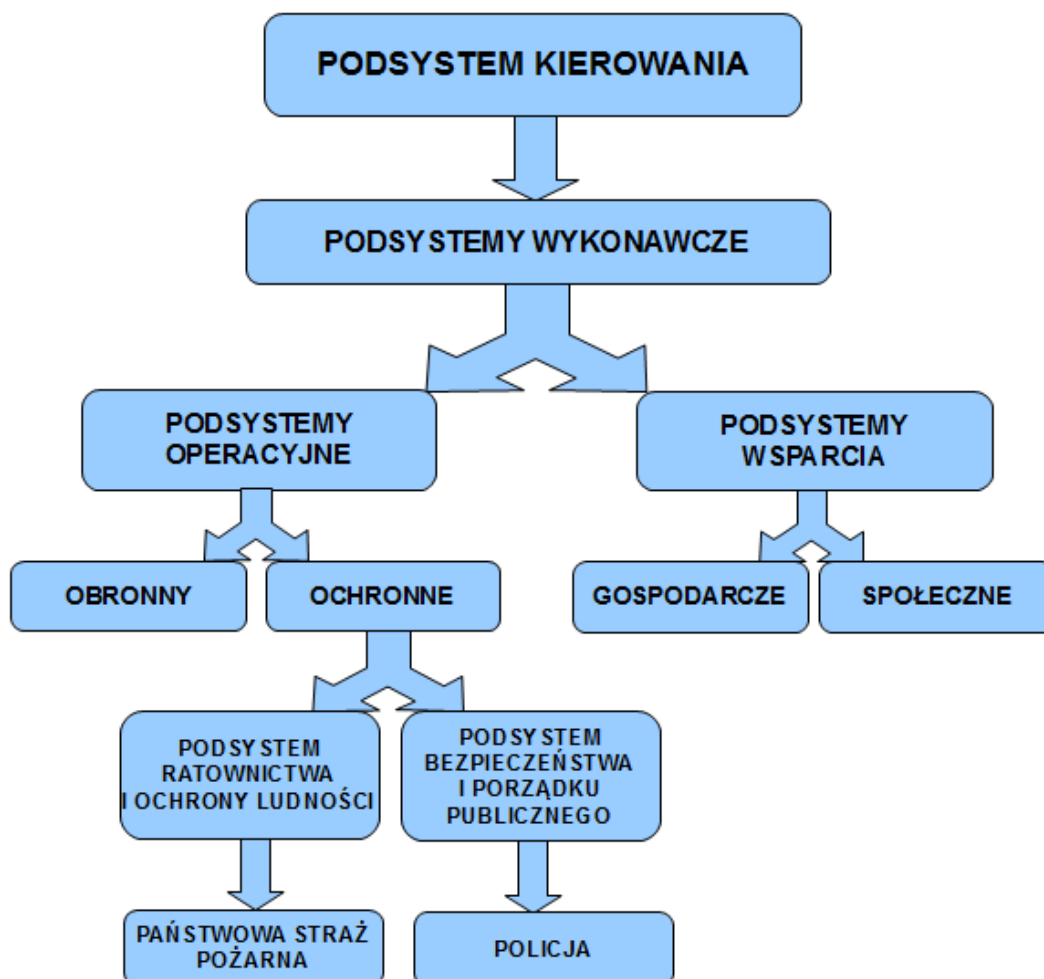 PODSYSTEM KIEROWANIA
PODSYSTEMY WYKONAWCZE
PODSYSTEMY
OPERACYJNE
PODSYSTEMY
WSPARCIA
OBRONNY
OCHRONNE
GOSPODARCZE
SPOŁECZNE
PODSYSTEM
RATOWNICTWA
I OCHRONY LUDNOŚCI
PODSYSTEM
BEZPIECZEŃSTWA
I PORZĄDKU
PUBLICZNEGO
PAŃSTWOWA STRAŻ
POŻARNA
POLICJA